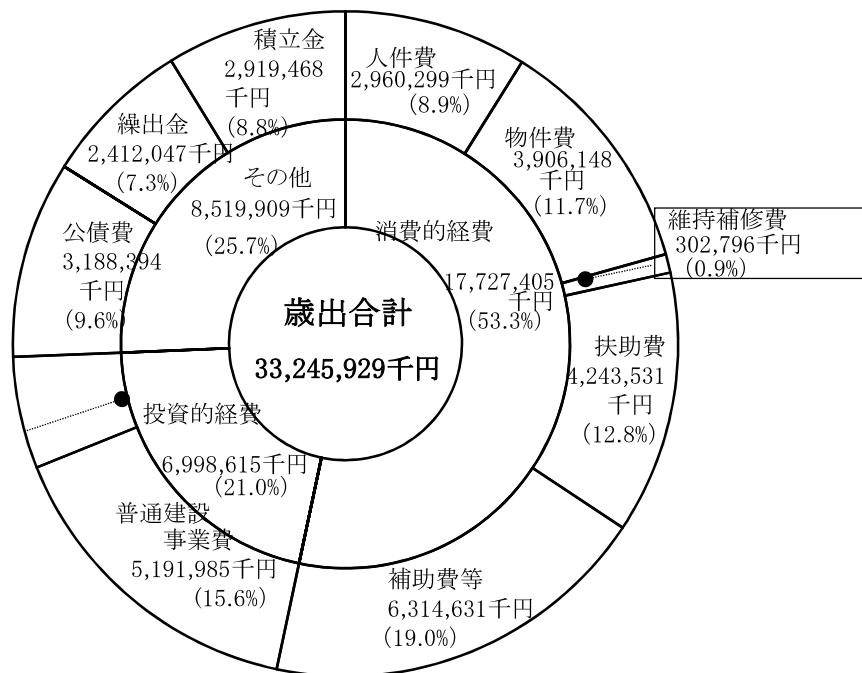 積立金
2,919,468
千円
(8.8%)
人件費
2,960,299千円
(8.9%)
繰出金
2,412,047千円
(7.3%)
物件費
3,906,148
千円
(11.7%)
その他
8,519,909千円
(25.7%)
維持補修費
302,796千円
(0.9%)
公債費
3,188,394
千円
(9.6%)
消費的経費
17,727,405
千円
(53.3%)
歳出合計
33,245,929千円
扶助費
4,243,531
千円
(12.8%)
投資的経費
6,998,615千円
(21.0%)
普通建設
事業費
5,191,985千円
(15.6%)
補助費等
6,314,631千円
(19.0%)